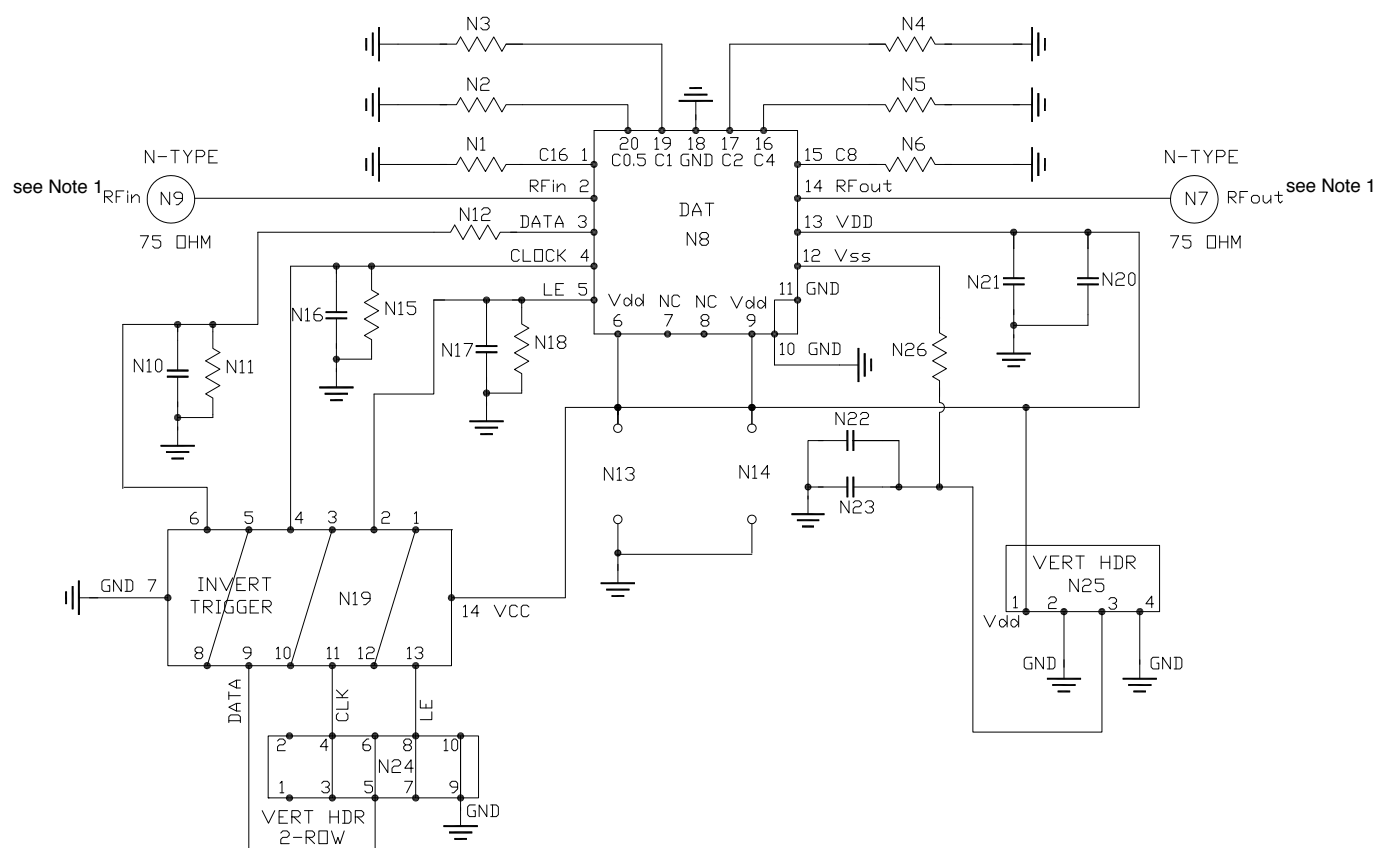 N3
N4
N2
N5
N1
N6
20 19 18 17 16
C0.5 C1 GND C2 C4
C16 1
15 C8
N-TYPE
N-TYPE
see Note 1
RFin
N9
RFin 2
14 RFout
N7
RFout
see Note 1
75 OHM
75 OHM
DAT
N8
N12
DATA 3
13 VDD
CLOCK 4
12 Vss
LE 5
11 GND
Vdd NC NC Vdd
6 7 8 9
10 GND
N21
N20
N16
N15
N17
N18
N26
N10
N11
N22
N23
N13
N14
6 5 4 3 2 1
GND 7
INVERT
TRIGGER
N19
14 VCC
8 9 10 11 12 13
VERT HDR
N25
1 2 3 4
Vdd
GND
GND
DATA
CLK
LE
2 4 6 8 10
N24
1 3 5 7 9
GND
VERT HDR
2-ROW